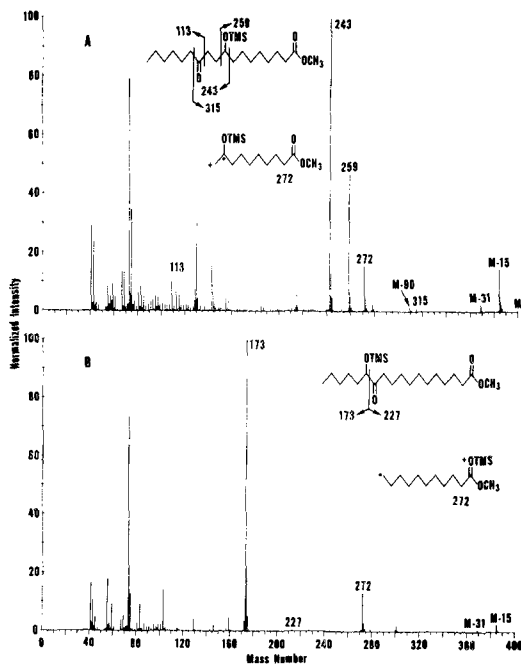 A
100
80
60
40
20
0
113
259
OTMS
O
O
OCH₃
243
315
OTMS
O
+
OCH₃
272
113
243
259
272
M-90
315
M-31
M-15
M
Normalized Intensity
B
100
80
60
40
20
0
173
OTMS
O
O
OCH₃
173
227
+OTMS
OCH₃
272
227
272
M-31
M-15
0
40
80
120
160
200
240
280
320
360
400
Mass Number